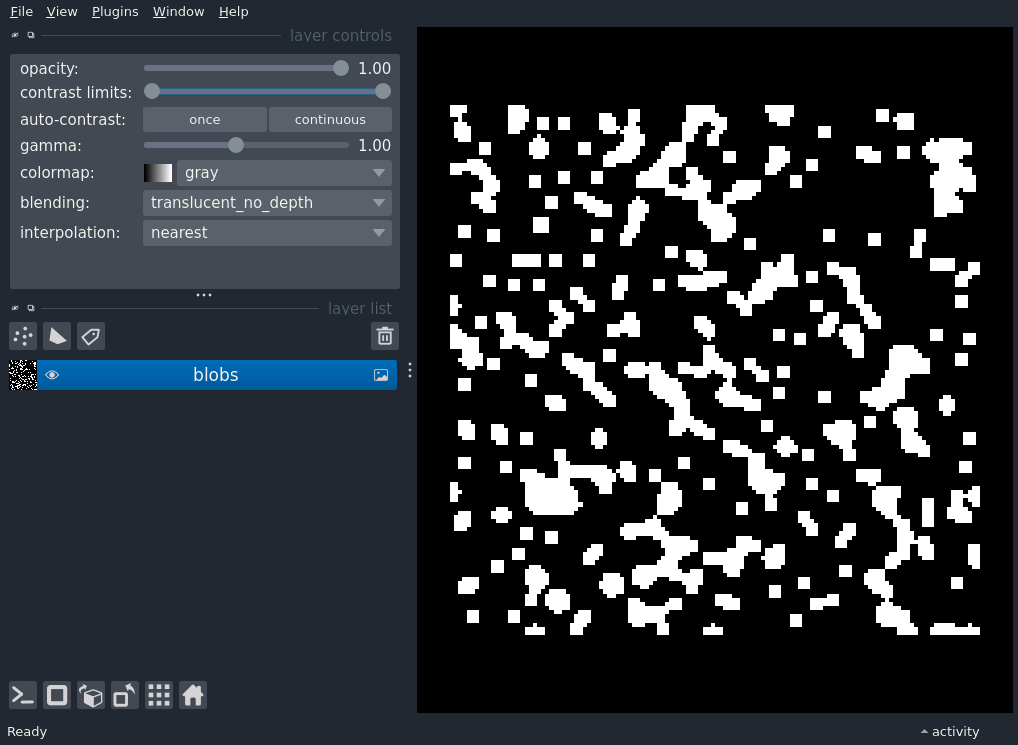 File View Plugins Window Help
layer controls
opacity: 1.00
contrast limits:
auto-contrast: once continuous
gamma: 1.00
colormap: gray
blending: translucent_no_depth
interpolation: nearest
layer list
blobs
Ready activity